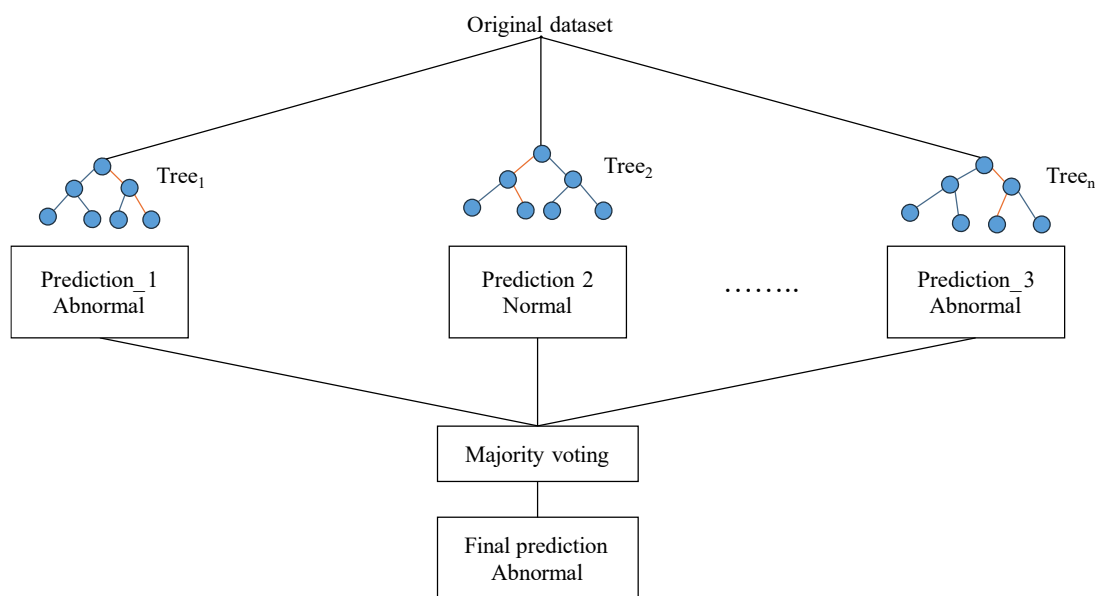 Original dataset
Tree₁
Tree₂
Treeₙ
Prediction_1
Abnormal
Prediction 2
Normal
........
Prediction_3
Abnormal
Majority voting
Final prediction
Abnormal